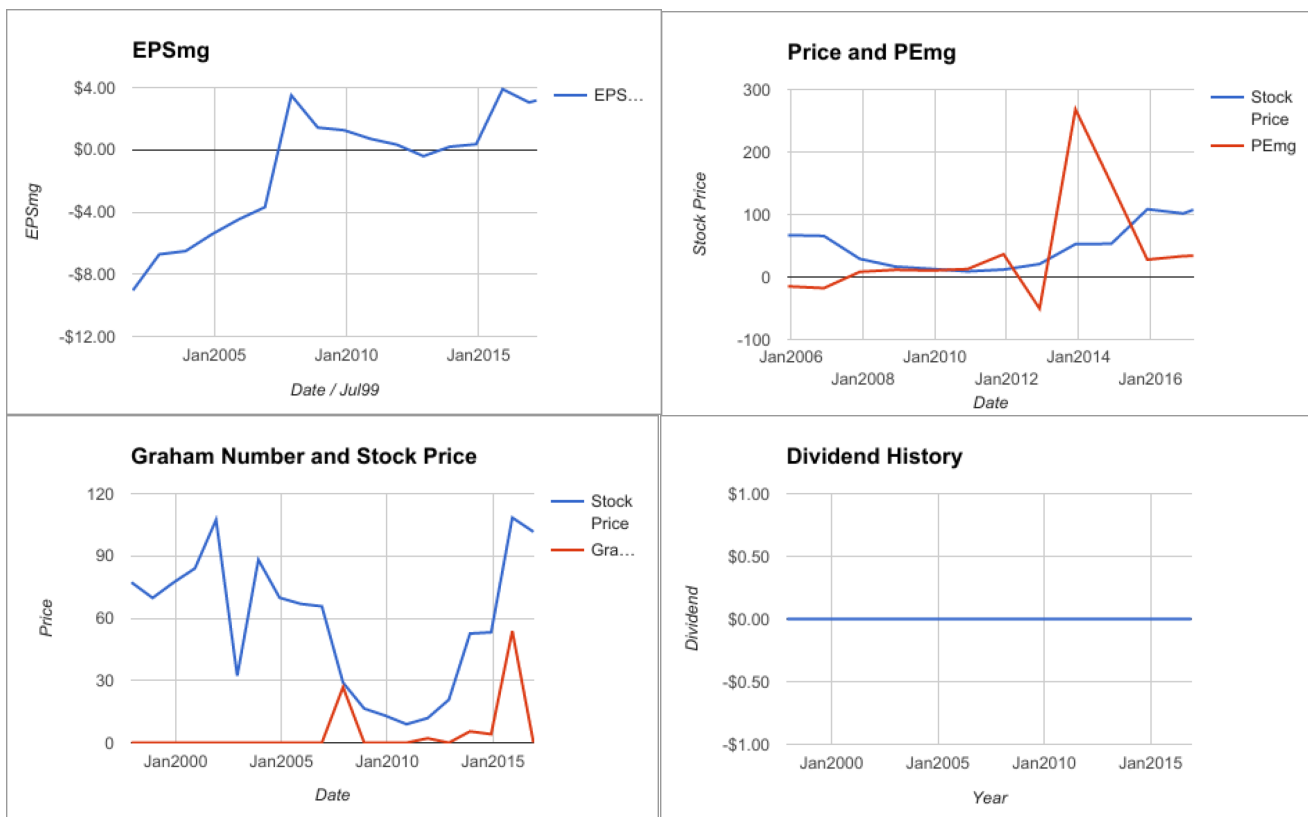 EPSmg
$4.00
$0.00
-$4.00
-$8.00
-$12.00
EPSmg
EPS…
Jan2005
Jan2010
Jan2015
Date / Jul99
Price and PEmg
300
200
100
0
-100
Stock Price
Stock
Price
PEmg
Jan2006
Jan2010
Jan2014
Jan2008
Jan2012
Jan2016
Date
Graham Number and Stock Price
120
90
60
30
0
Price
Stock
Price
Gra…
Jan2000
Jan2005
Jan2010
Jan2015
Date
Dividend History
$1.00
$0.50
$0.00
-$0.50
-$1.00
Dividend
Jan2000
Jan2005
Jan2010
Jan2015
Year